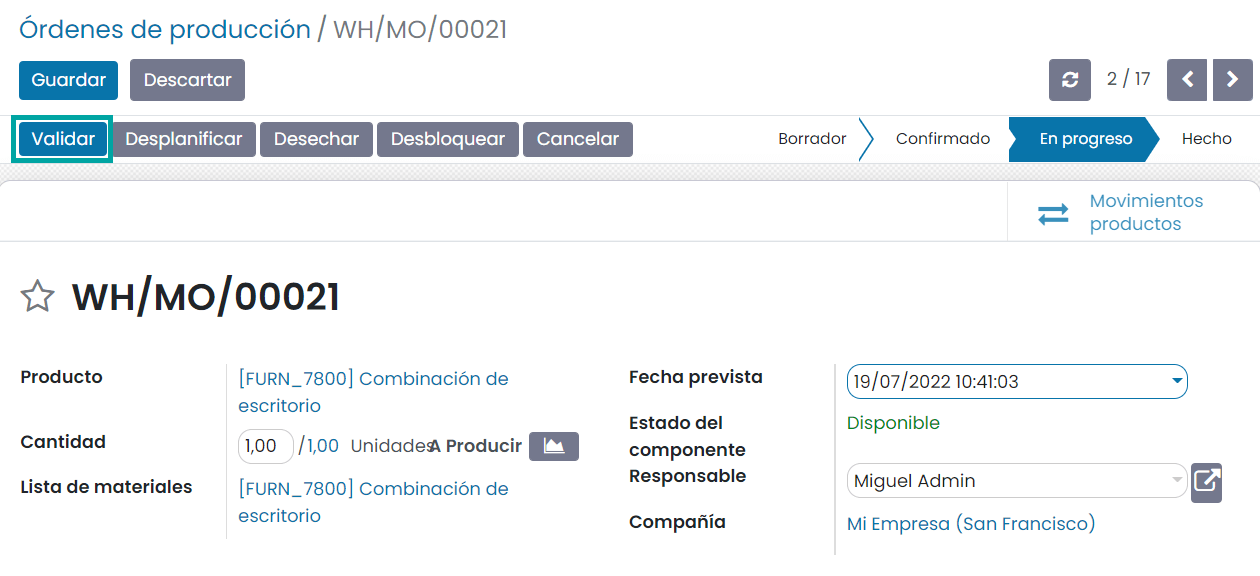 Órdenes de producción / WH/MO/00021
Guardar Descartar 2 / 17
Validar Desplanificar Desechar Desbloquear Cancelar Borrador Confirmado En progreso Hecho
Movimientos
productos
WH/MO/00021
Producto [FURN_7800] Combinación de
escritorio
Cantidad 1,00 / 1,00 Unidades A Producir
Lista de materiales [FURN_7800] Combinación de
escritorio
Fecha prevista 19/07/2022 10:41:03
Estado del Disponible
componente
Responsable Miguel Admin
Compañía Mi Empresa (San Francisco)